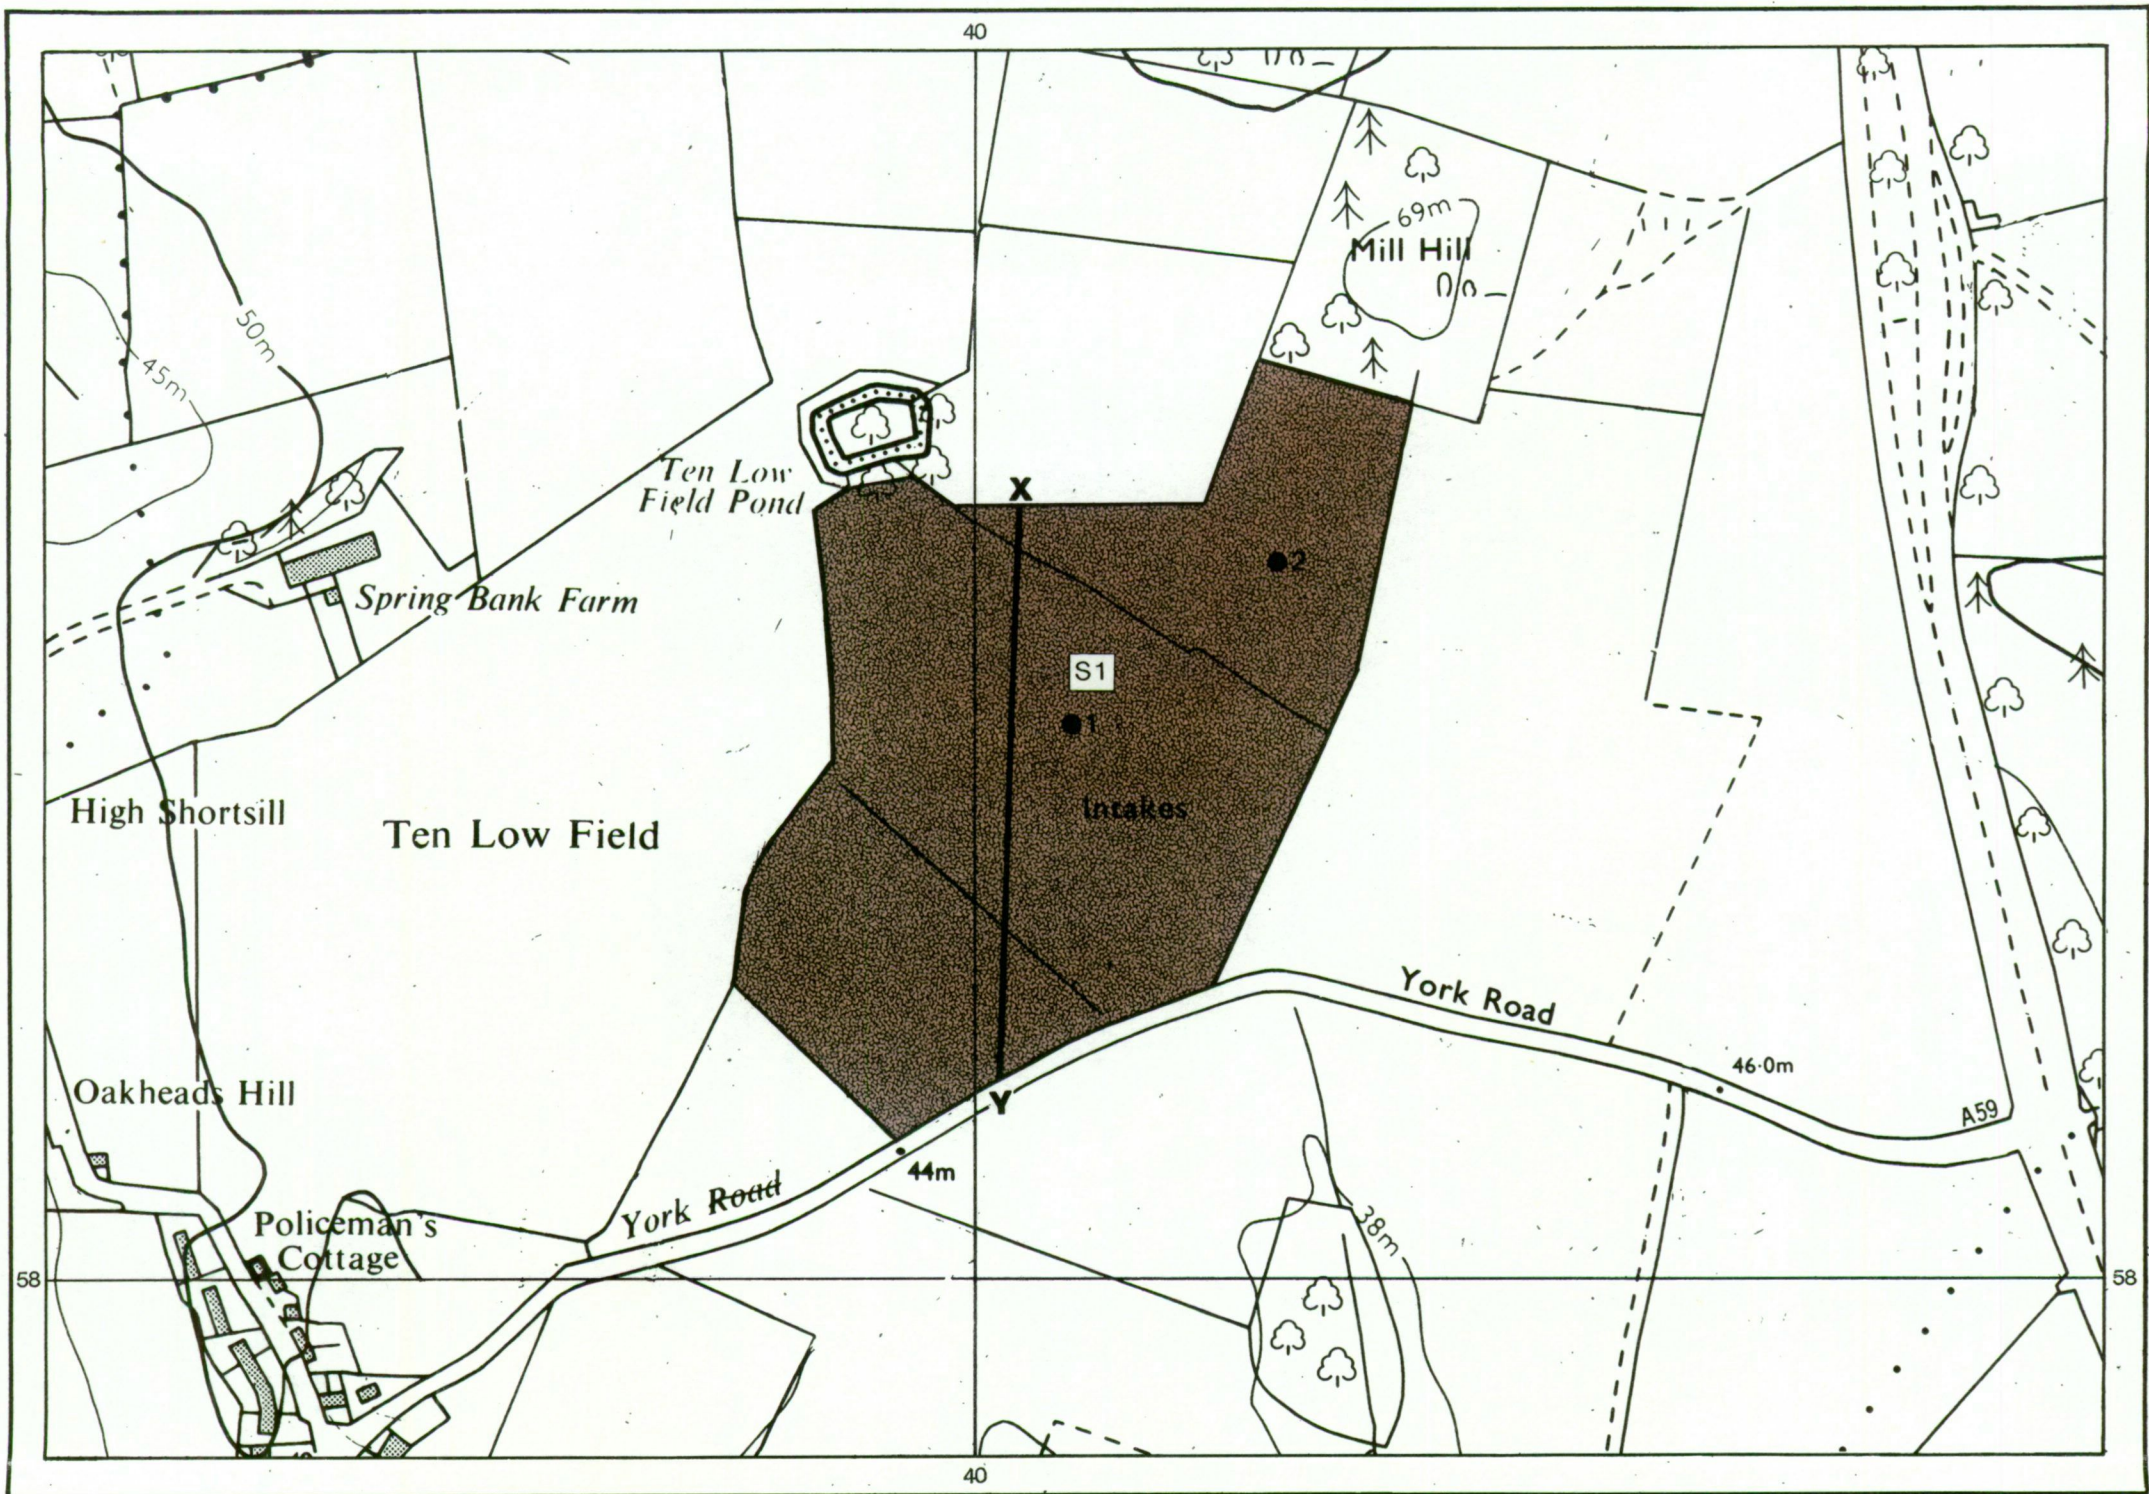 40
69m
Mill Hill
50m
45m
Ten Low
Field Pond
X
2
Spring Bank Farm
S1
1
Intakes
High Shortsill
Ten Low Field
York Road
46·0m
A59
Oakheads Hill
Y
44m
York Road
Policeman's
Cottage
38m
58
58
40